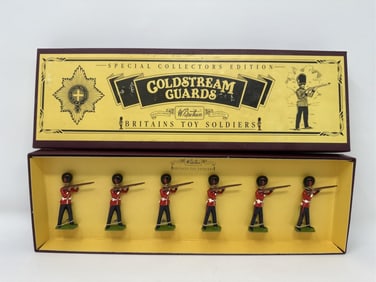 SPECIAL COLLECTORS EDITION
COLDSTREAM
GUARDS
W. Britain
BRITAINS TOY SOLDIERS